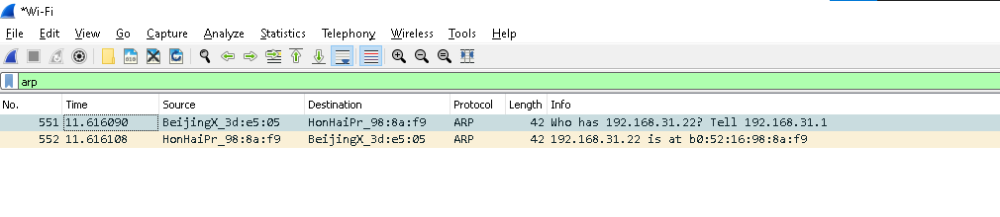 *Wi-Fi
File Edit View Go Capture Analyze Statistics Telephony Wireless Tools Help
arp
No. Time Source Destination Protocol Length Info
551 11.616090 BeijingX_3d:e5:05 HonHaiPr_98:8a:f9 ARP 42 Who has 192.168.31.22? Tell 192.168.31.1
552 11.616108 HonHaiPr_98:8a:f9 BeijingX_3d:e5:05 ARP 42 192.168.31.22 is at b0:52:16:98:8a:f9